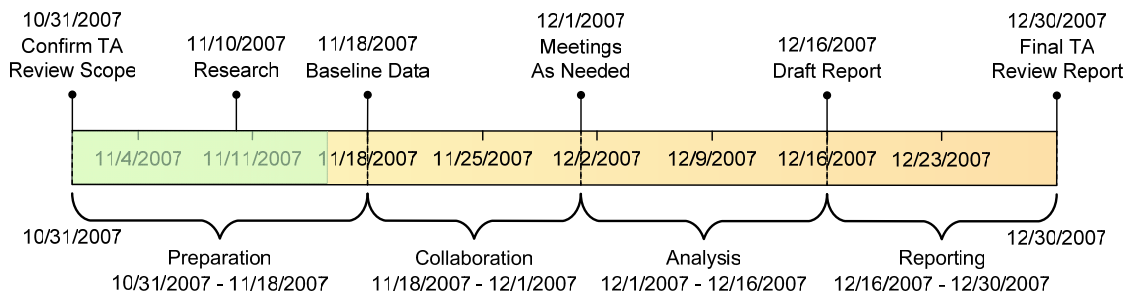 10/31/2007
Confirm TA
Review Scope
11/10/2007
Research
11/18/2007
Baseline Data
12/1/2007
Meetings
As Needed
12/16/2007
Draft Report
12/30/2007
Final TA
Review Report
11/4/2007 11/11/2007 11/18/2007 11/25/2007 12/2/2007 12/9/2007 12/16/2007 12/23/2007
10/31/2007
12/30/2007
Preparation
10/31/2007 - 11/18/2007
Collaboration
11/18/2007 - 12/1/2007
Analysis
12/1/2007 - 12/16/2007
Reporting
12/16/2007 - 12/30/2007